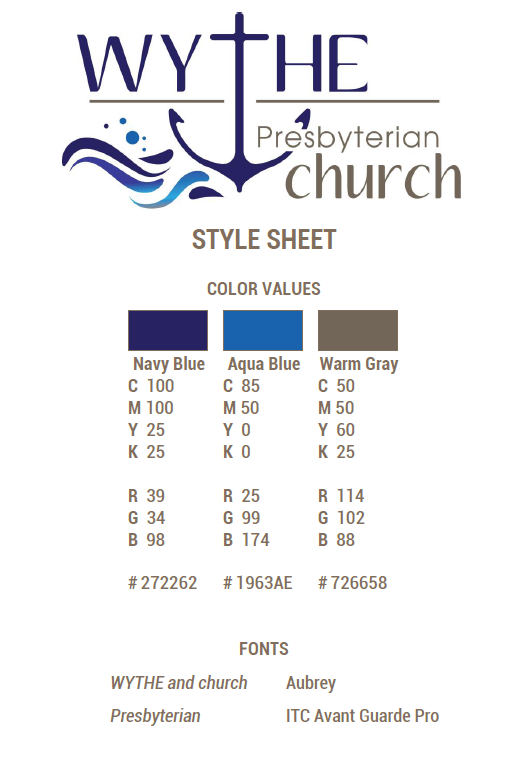 WYTHE
Presbyterian
church
STYLE SHEET
COLOR VALUES
Navy Blue Aqua Blue Warm Gray
C 100 C 85 C 50
M 100 M 50 M 50
Y 25 Y 0 Y 60
K 25 K 0 K 25
R 39 R 25 R 114
G 34 G 99 G 102
B 98 B 174 B 88
# 272262 # 1963AE # 726658
FONTS
WYTHE and church Aubrey
Presbyterian ITC Avant Guarde Pro